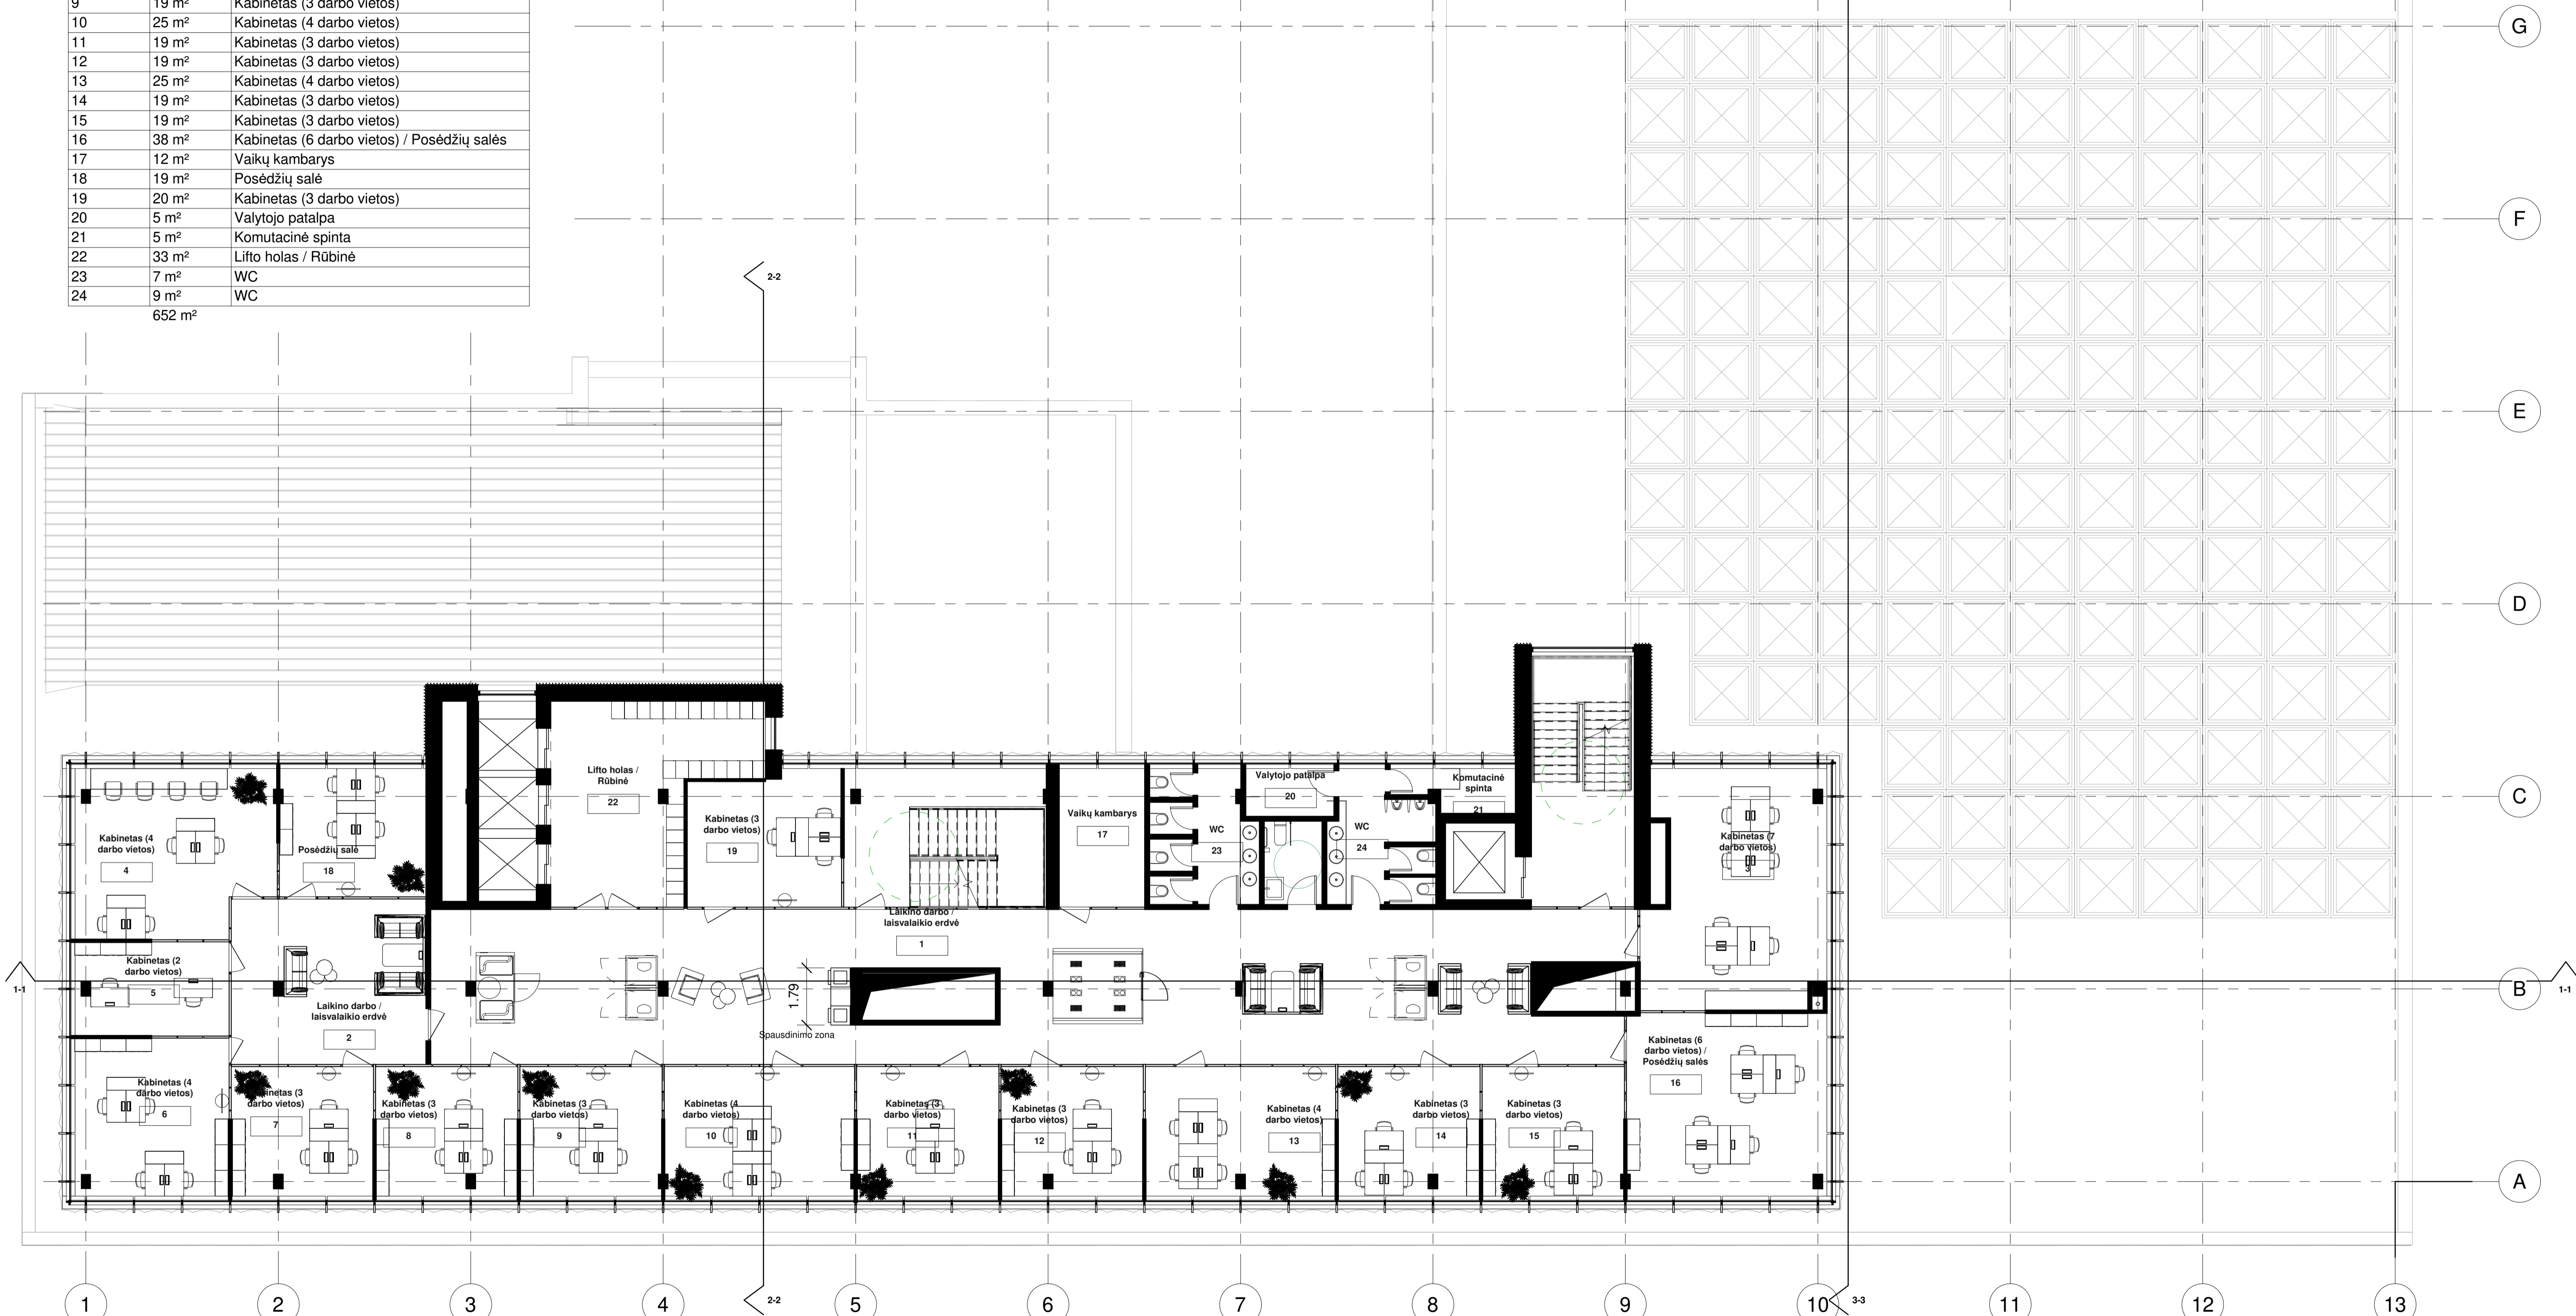 9 19 m² Kabinetas (3 darbo vietos)
10 25 m² Kabinetas (4 darbo vietos)
11 19 m² Kabinetas (3 darbo vietos)
12 19 m² Kabinetas (3 darbo vietos)
13 25 m² Kabinetas (4 darbo vietos)
14 19 m² Kabinetas (3 darbo vietos)
15 19 m² Kabinetas (3 darbo vietos)
16 38 m² Kabinetas (6 darbo vietos) / Posėdžių salės
17 12 m² Vaikų kambarys
18 19 m² Posėdžių salė
19 20 m² Kabinetas (3 darbo vietos)
20 5 m² Valytojo patalpa
21 5 m² Komutacinė spinta
22 33 m² Lifto holas / Rūbinė
23 7 m² WC
24 9 m² WC
652 m²
G
F
E
D
C
B
A
2-2
Lifto holas /
Rūbinė
22
Kabinetas (4
darbo vietos)
4
Posėdžių salė
18
Kabinetas (3
darbo vietos)
19
Vaikų kambarys
17
WC
23
Valytojo patalpa
20
WC
24
Komutacinė
spinta
21
Kabinetas (7
darbo vietos)
3
Laikino darbo /
laisvalaikio erdvė
1
Kabinetas (2
darbo vietos)
5
1-1
1-1
Laikino darbo /
laisvalaikio erdvė
2
1.79
Spausdinimo zona
Kabinetas (6
darbo vietos) /
Posėdžių salės
16
Kabinetas (4
darbo vietos)
6
Kabinetas (3
darbo vietos)
7
Kabinetas (3
darbo vietos)
8
Kabinetas (3
darbo vietos)
9
Kabinetas (4
darbo vietos)
10
Kabinetas (3
darbo vietos)
11
Kabinetas (3
darbo vietos)
12
Kabinetas (4
darbo vietos)
13
Kabinetas (3
darbo vietos)
14
Kabinetas (3
darbo vietos)
15
2-2
3-3
1 2 3 4 5 6 7 8 9 10 11 12 13